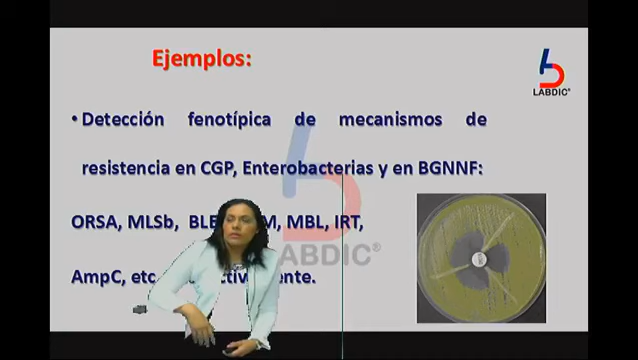 Ejemplos:
LABDIC®
• Detección fenotípica de mecanismos de
resistencia en CGP, Enterobacterias y en BGNNF:
ORSA, MLSb, MBL, IRT,
LABDIC®
AmpC, etc